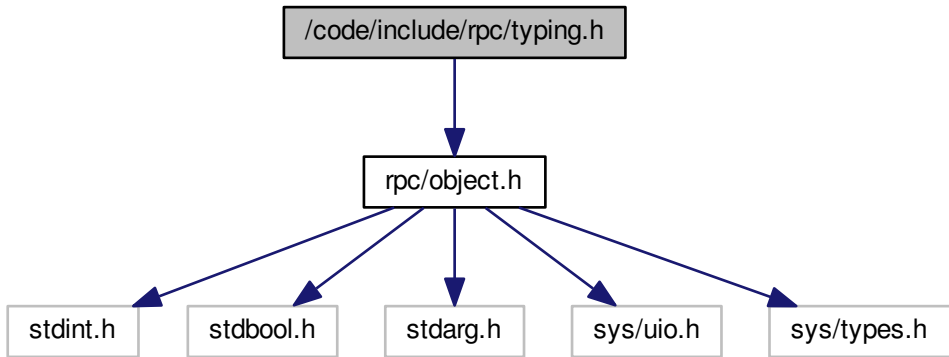 /code/include/rpc/typing.h
rpc/object.h
stdint.h
stdbool.h
stdarg.h
sys/uio.h
sys/types.h